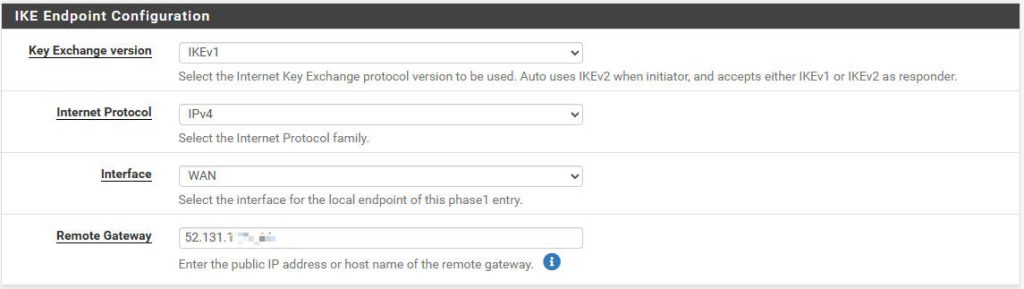 IKE Endpoint Configuration
Key Exchange version
IKEv1
Select the Internet Key Exchange protocol version to be used. Auto uses IKEv2 when initiator, and accepts either IKEv1 or IKEv2 as responder.
Internet Protocol
IPv4
Select the Internet Protocol family.
Interface
WAN
Select the interface for the local endpoint of this phase1 entry.
Remote Gateway
52.131.1
Enter the public IP address or host name of the remote gateway.